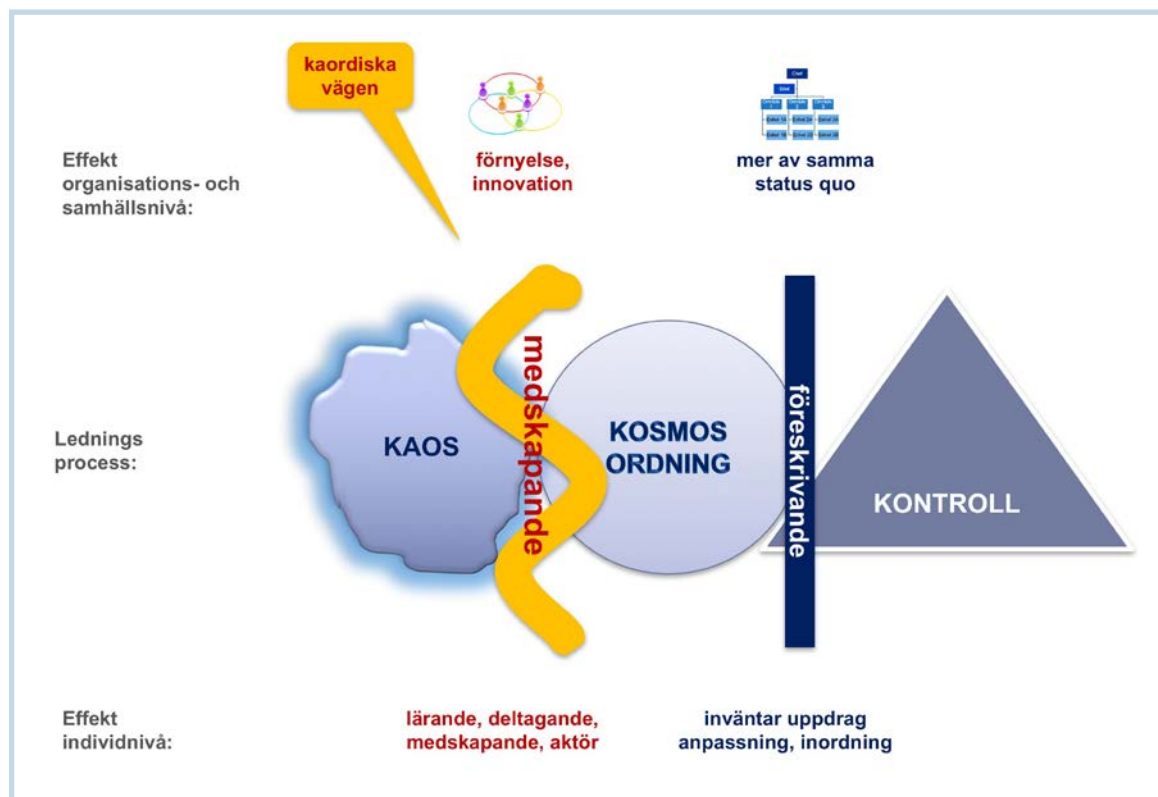 kaordiska
vägen
Chef
Effekt
organisations- och
samhällsnivå:
förnyelse,
innovation
mer av samma
status quo
Lednings
process:
KAOS
medskapande
KOSMOS
ORDNING
föreskrivande
KONTROLL
Effekt
individnivå:
lärande, deltagande,
medskapande, aktör
inväntar uppdrag
anpassning, inordning